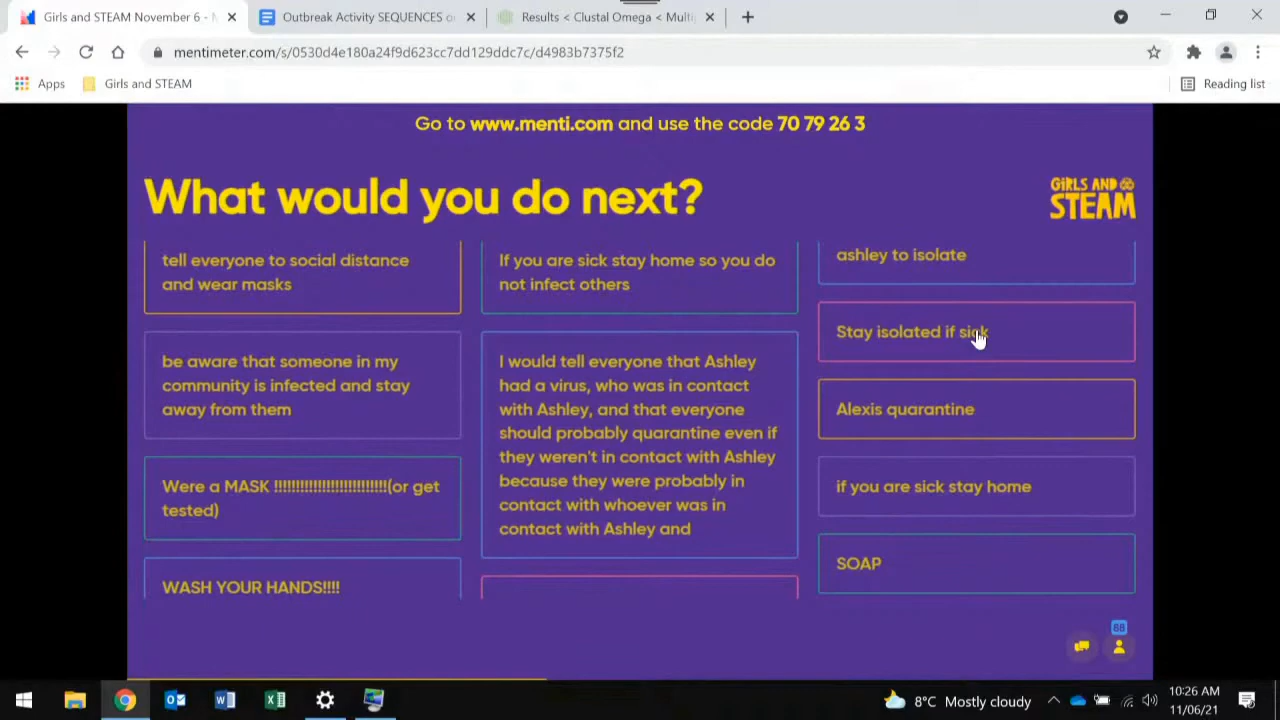 Girls and STEAM November 6 -
Outbreak Activity SEQUENCES
Results < Clustal Omega < Mul
mentimeter.com/s/0530d4e180a24f9d623cc7dd129ddc7c/d4983b7375f2
Apps
Girls and STEAM
Reading list
Go to www.menti.com and use the code 70 79 26 3
What would you do next?
GIRLS AND
STEAM
tell everyone to social distance
and wear masks
be aware that someone in my
community is infected and stay
away from them
Were a MASK !!!!!!!!!!!!!!!!!!!!!!!!!!(or get
tested)
WASH YOUR HANDS!!!!
If you are sick stay home so you do
not infect others
I would tell everyone that Ashley
had a virus, who was in contact
with Ashley, and that everyone
should probably quarantine even if
they weren't in contact with Ashley
because they were probably in
contact with whoever was in
contact with Ashley and
ashley to isolate
Stay isolated if sick
Alexis quarantine
if you are sick stay home
SOAP
88
8°C Mostly cloudy
10:26 AM
11/06/21